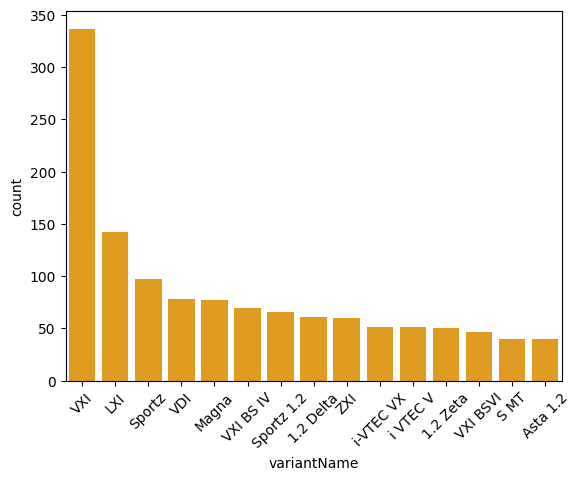 350
300
250
200
150
100
50
0
count
VXI
LXI
Sportz
VDI
Magna
VXI BS IV
Sportz 1.2
1.2 Delta
ZXI
i-VTEC VX
i VTEC V
1.2 Zeta
VXI BSVI
S MT
Asta 1.2
variantName